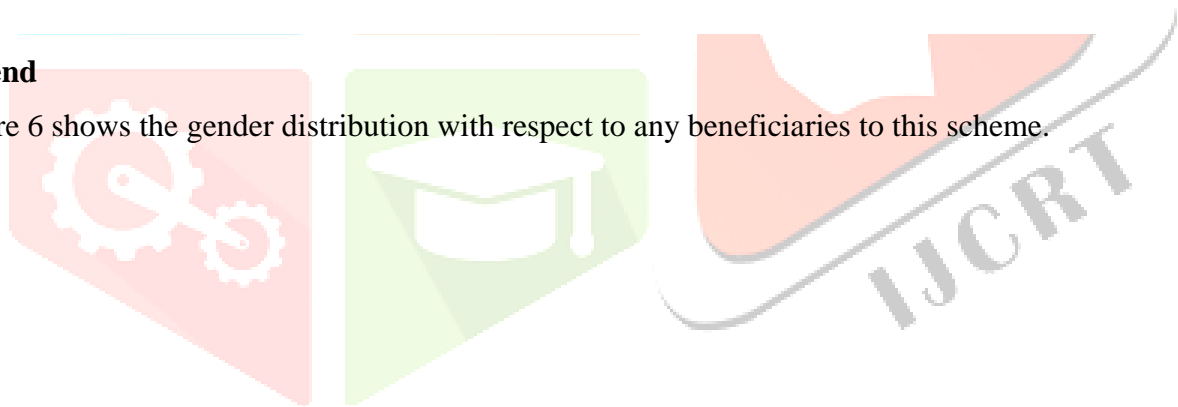 end
re 6 shows the gender distribution with respect to any beneficiaries to this scheme.
IJCRT